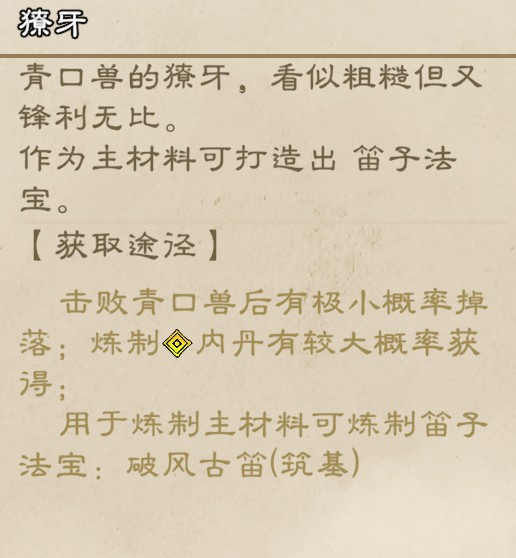 獠牙
青口兽的獠牙，看似粗糙但又
锋利无比。
作为主材料可打造出 笛子法
宝。
【获取途径】
击败青口兽后有极小概率掉
落；炼制内丹有较大概率获
得；
用于炼制主材料可炼制笛子
法宝：破风古笛(筑基)